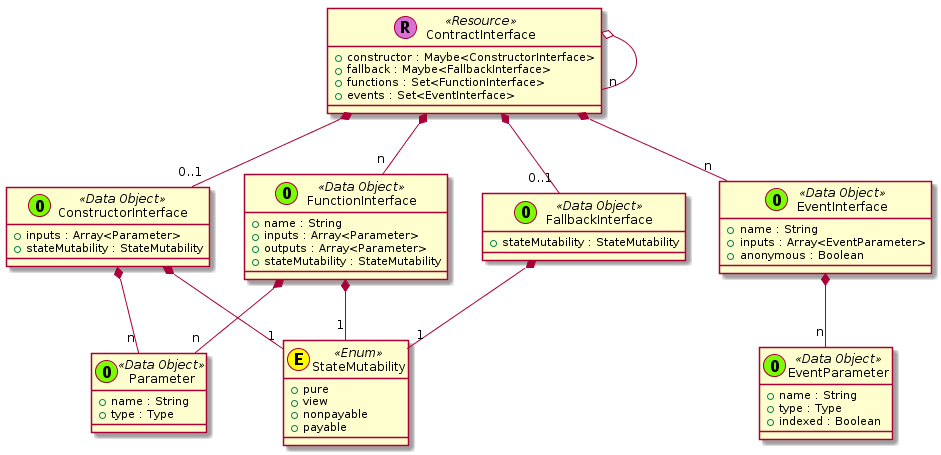 R
«Resource»
ContractInterface
constructor : Maybe<ConstructorInterface>
fallback : Maybe<FallbackInterface>
functions : Set<FunctionInterface>
events : Set<EventInterface>
n
0..1
n
0..1
n
O
«Data Object»
ConstructorInterface
inputs : Array<Parameter>
stateMutability : StateMutability
O
«Data Object»
FunctionInterface
name : String
inputs : Array<Parameter>
outputs : Array<Parameter>
stateMutability : StateMutability
O
«Data Object»
FallbackInterface
stateMutability : StateMutability
O
«Data Object»
EventInterface
name : String
inputs : Array<EventParameter>
anonymous : Boolean
n
n
1
1
1
n
O
«Data Object»
Parameter
name : String
type : Type
E
«Enum»
StateMutability
pure
view
nonpayable
payable
O
«Data Object»
EventParameter
name : String
type : Type
indexed : Boolean